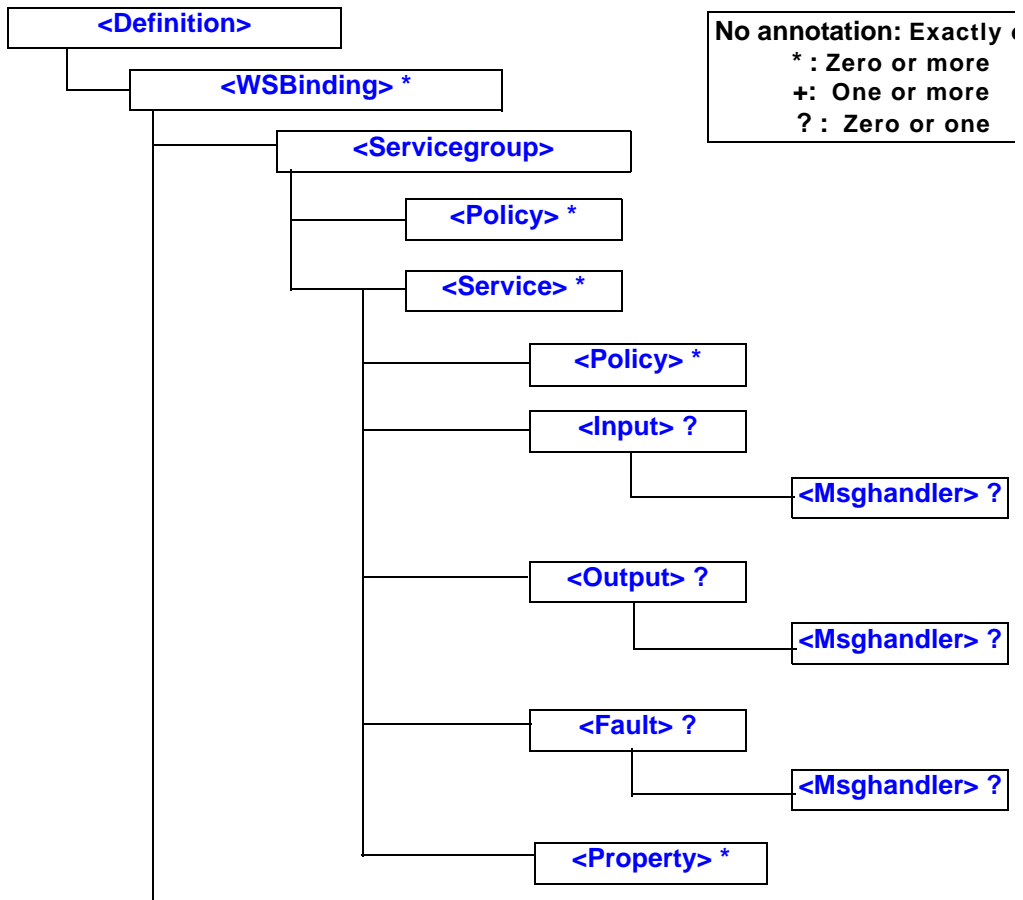 <Definition>
No annotation: Exactly
<WSBinding> *
* : Zero or more
+: One or more
? : Zero or one
<Servicegroup>
<Policy> *
<Service> *
<Policy> *
<Input> ?
<Msghandler> ?
<Output> ?
<Msghandler> ?
<Fault> ?
<Msghandler> ?
<Property> *